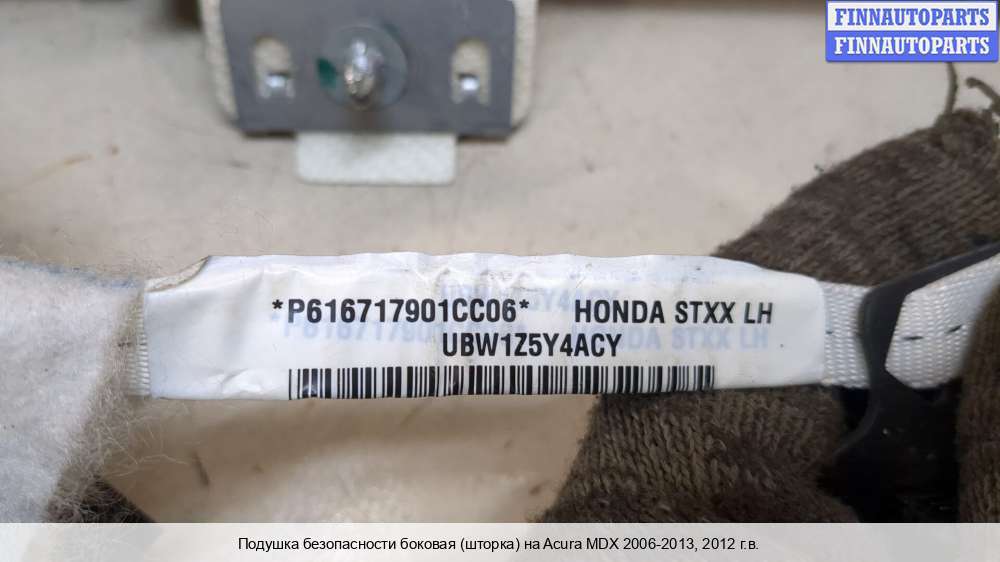 FINNAUTOPARTS
FINNAUTOPARTS
*P616717901CC06* HONDA STXX LH
UBW1Z5Y4ACY
Подушка безопасности боковая (шторка) на Acura MDX 2006-2013, 2012 г.в.